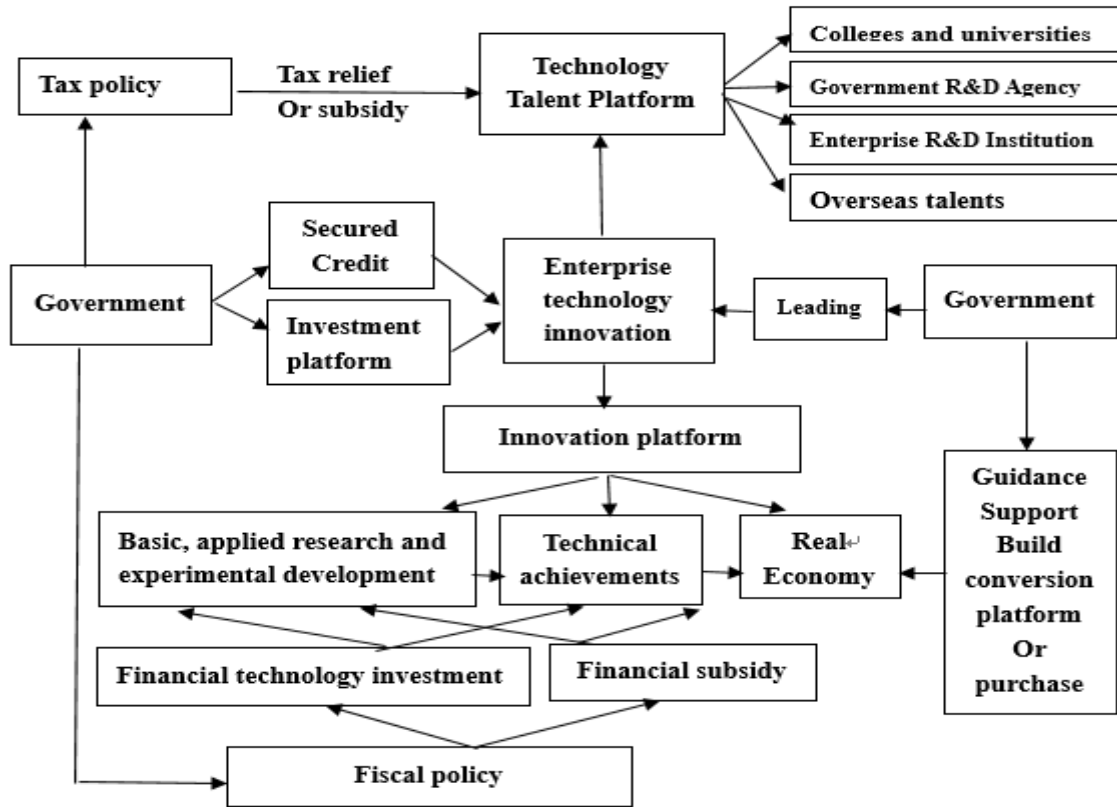 Colleges and universities
Tax policy
Tax relief
Or subsidy
Technology
Talent Platform
Government R&D Agency
Enterprise R&D Institution
Overseas talents
Secured
Credit
Government
Investment
platform
Enterprise
technology
innovation
Leading
Government
Innovation platform
Guidance
Support
Build
conversion
platform
Or
purchase
Basic, applied research and
experimental development
Technical
achievements
Real↵
Economy
Financial technology investment
Financial subsidy
Fiscal policy